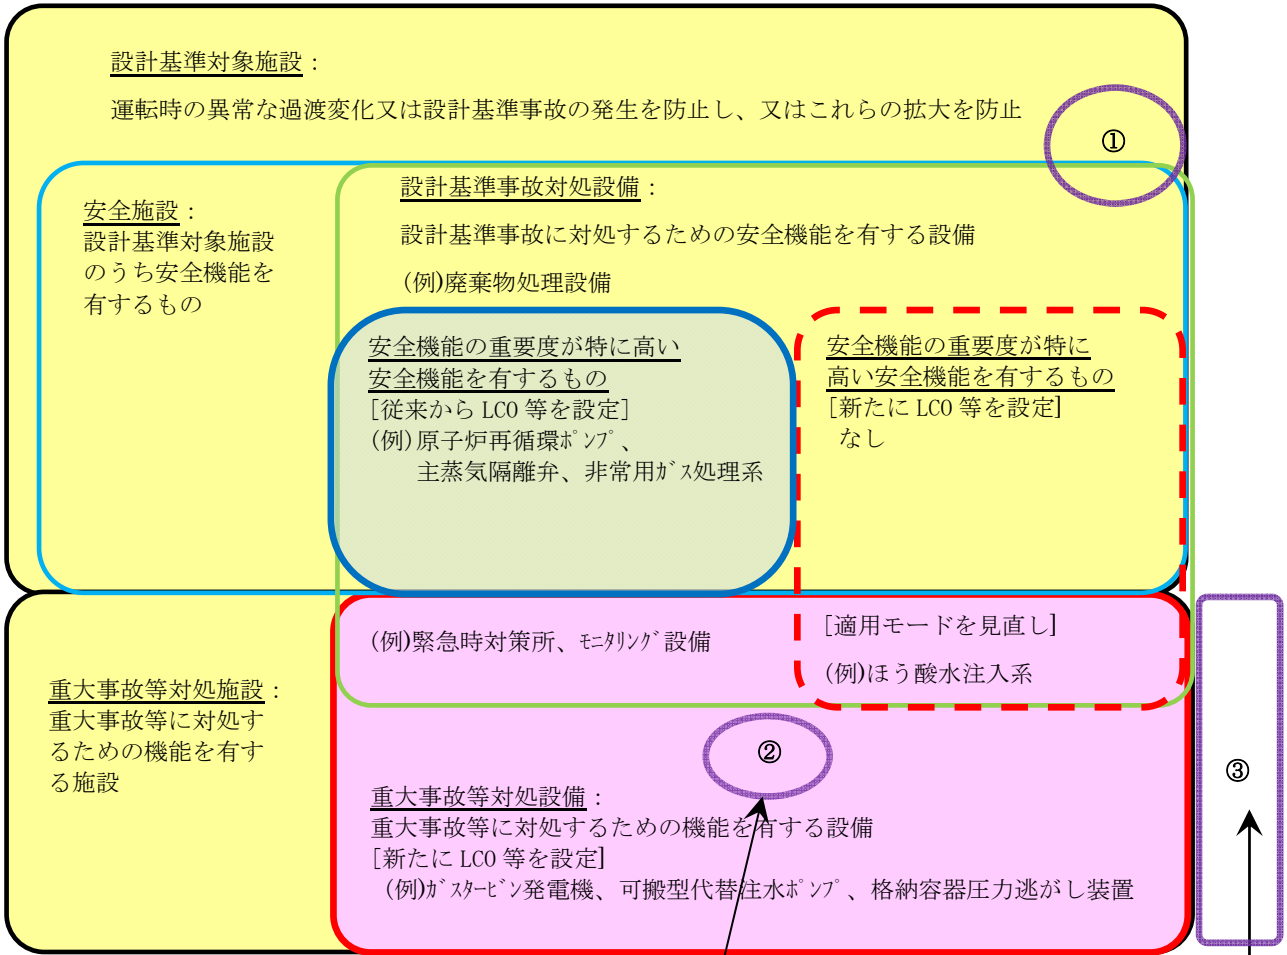 設計基準対象施設：
運転時の異常な過渡変化又は設計基準事故の発生を防止し、又はこれらの拡大を防止
①
設計基準事故対処設備：
設計基準事故に対処するための安全機能を有する設備
(例)廃棄物処理設備
安全施設：
設計基準対象施設
のうち安全機能を
有するもの
安全機能の重要度が特に高い
安全機能を有するもの
[従来から LCO 等を設定]
(例)原子炉再循環ﾎﾟﾝﾌﾟ、
主蒸気隔離弁、非常用ｶﾞｽ処理系
安全機能の重要度が特に
高い安全機能を有するもの
[新たに LCO 等を設定]
なし
(例)緊急時対策所、ﾓﾆﾀﾘﾝｸﾞ設備
[適用モードを見直し]
(例)ほう酸水注入系
重大事故等対処施設：
重大事故等に対処す
るための機能を有す
る施設
②
③
重大事故等対処設備：
重大事故等に対処するための機能を有する設備
[新たに LCO 等を設定]
(例)ｶﾞｽﾀｰﾋﾞﾝ発電機、可搬型代替注水ﾎﾟﾝﾌﾟ、格納容器圧力逃がし装置